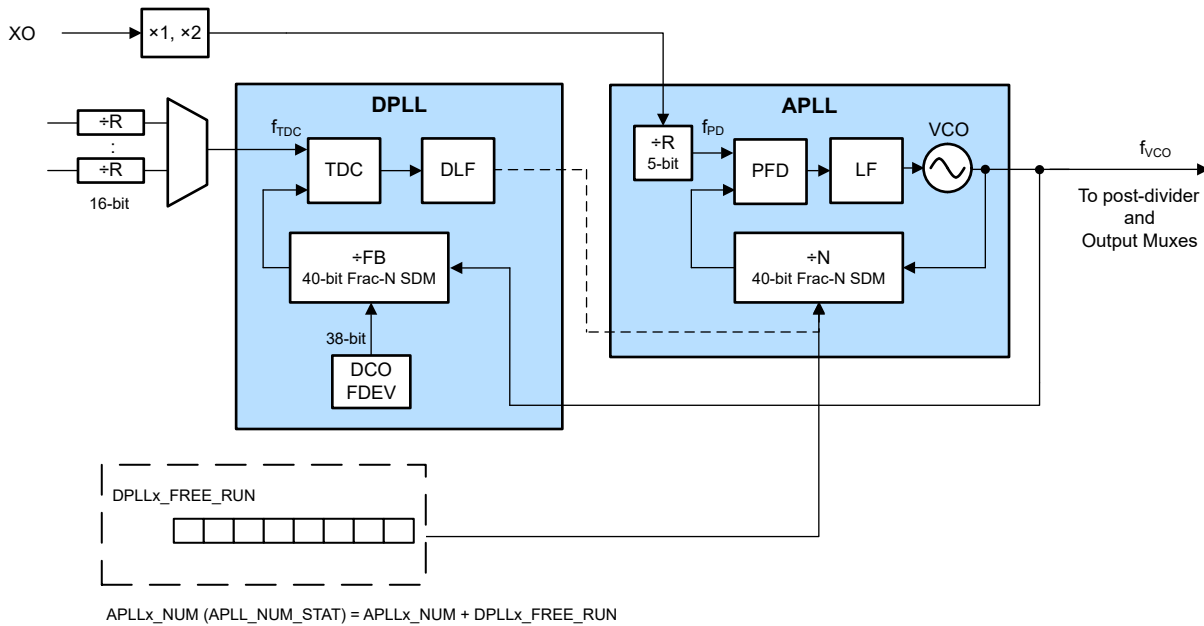 XO
×1, ×2
DPLL
APLL
÷R
:
÷R
16-bit
fTDC
TDC
DLF
÷FB
40-bit Frac-N SDM
38-bit
DCO
FDEV
÷R
5-bit
fPD
PFD
LF
VCO
÷N
40-bit Frac-N SDM
fVCO
To post-divider
and
Output Muxes
DPLLx_FREE_RUN
APLLx_NUM (APLL_NUM_STAT) = APLLx_NUM + DPLLx_FREE_RUN